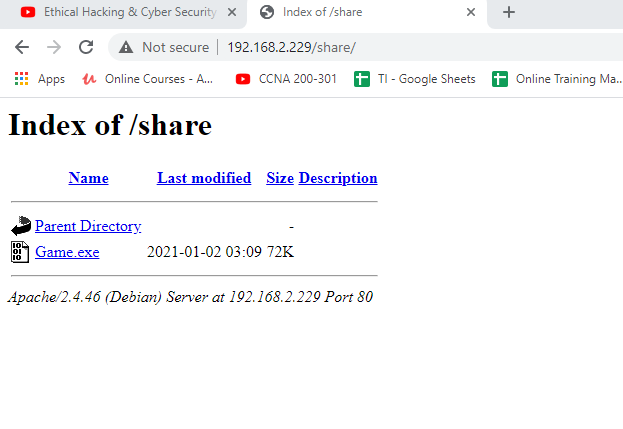 Ethical Hacking & Cyber Security
Index of /share
Not secure
192.168.2.229/share/
Apps
Online Courses - A...
CCNA 200-301
TI - Google Sheets
Online Training Ma...
Index of /share
Name Last modified Size Description
Parent Directory -
Game.exe 2021-01-02 03:09 72K
Apache/2.4.46 (Debian) Server at 192.168.2.229 Port 80